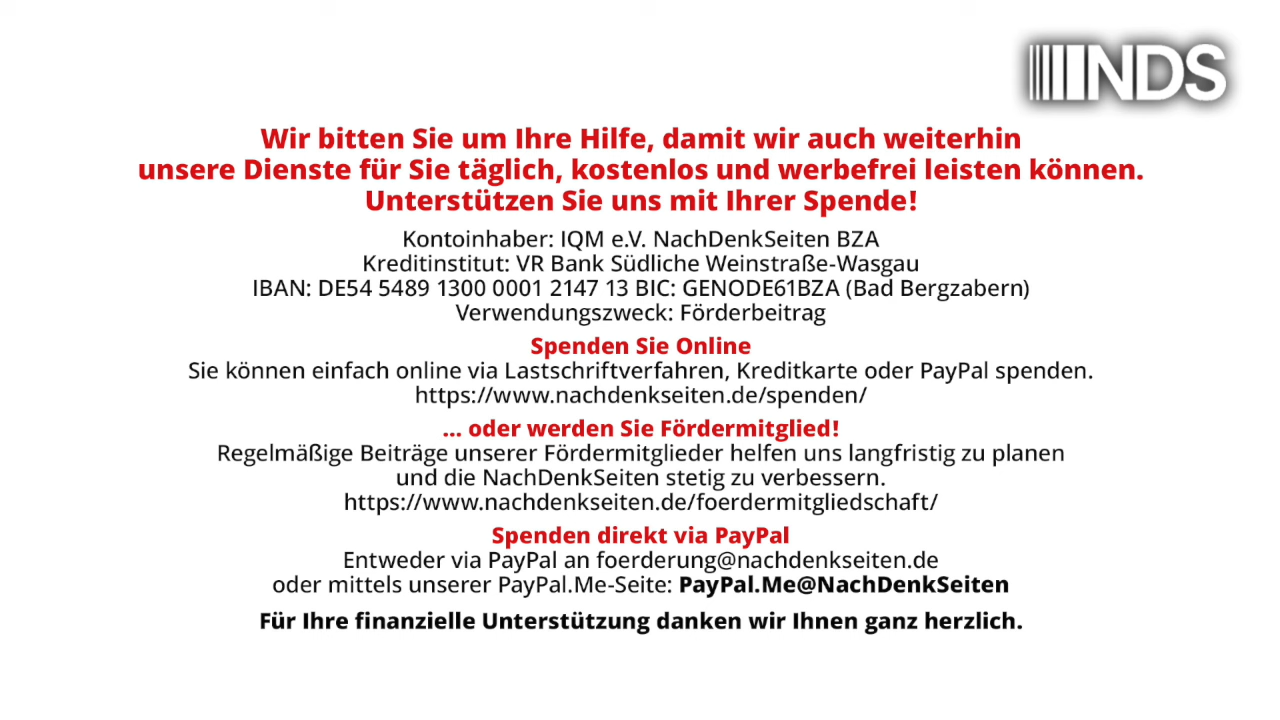 NDS
Wir bitten Sie um Ihre Hilfe, damit wir auch weiterhin
unsere Dienste für Sie täglich, kostenlos und werbefrei leisten können.
Unterstützen Sie uns mit Ihrer Spende!
Kontoinhaber: IQM e.V. NachDenkSeiten BZA
Kreditinstitut: VR Bank Südliche Weinstraße-Wasgau
IBAN: DE54 5489 1300 0001 2147 13 BIC: GENODE61BZA (Bad Bergzabern)
Verwendungszweck: Förderbeitrag
Spenden Sie Online
Sie können einfach online via Lastschriftverfahren, Kreditkarte oder PayPal spenden.
https://www.nachdenkseiten.de/spenden/
... oder werden Sie Fördermitglied!
Regelmäßige Beiträge unserer Fördermitglieder helfen uns langfristig zu planen
und die NachDenkSeiten stetig zu verbessern.
https://www.nachdenkseiten.de/foerdermitgliedschaft/
Spenden direkt via PayPal
Entweder via PayPal an foerderung@nachdenkseiten.de
oder mittels unserer PayPal.Me-Seite: PayPal.Me@NachDenkSeiten
Für Ihre finanzielle Unterstützung danken wir Ihnen ganz herzlich.